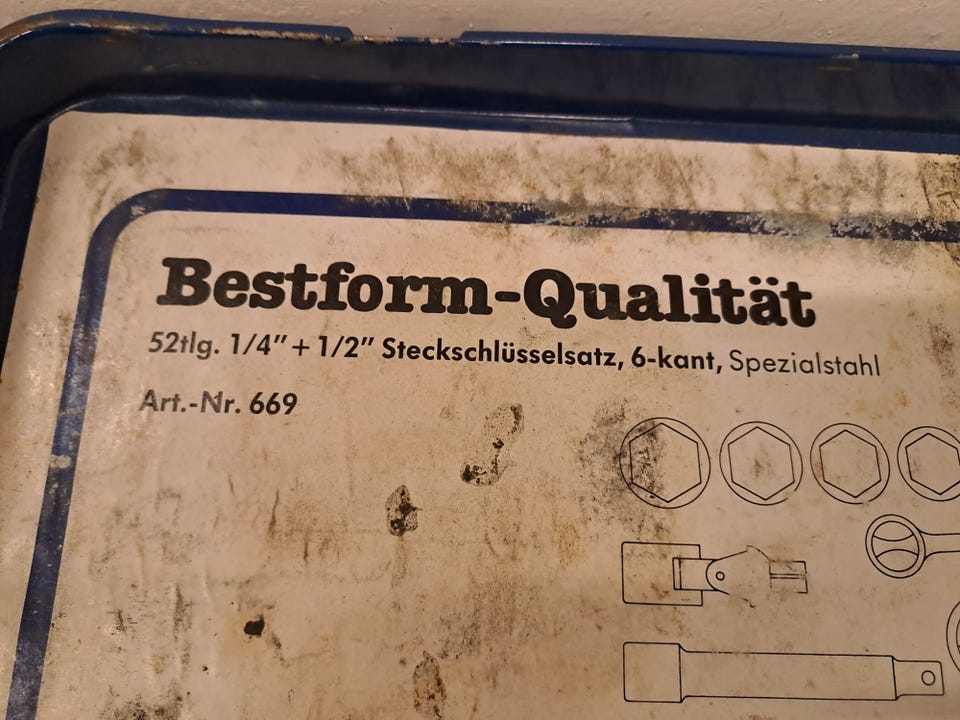 Bestform-Qualität
52tlg. 1/4" + 1/2" Steckschlüsselsatz, 6-kant, Spezialstahl
Art.-Nr. 669